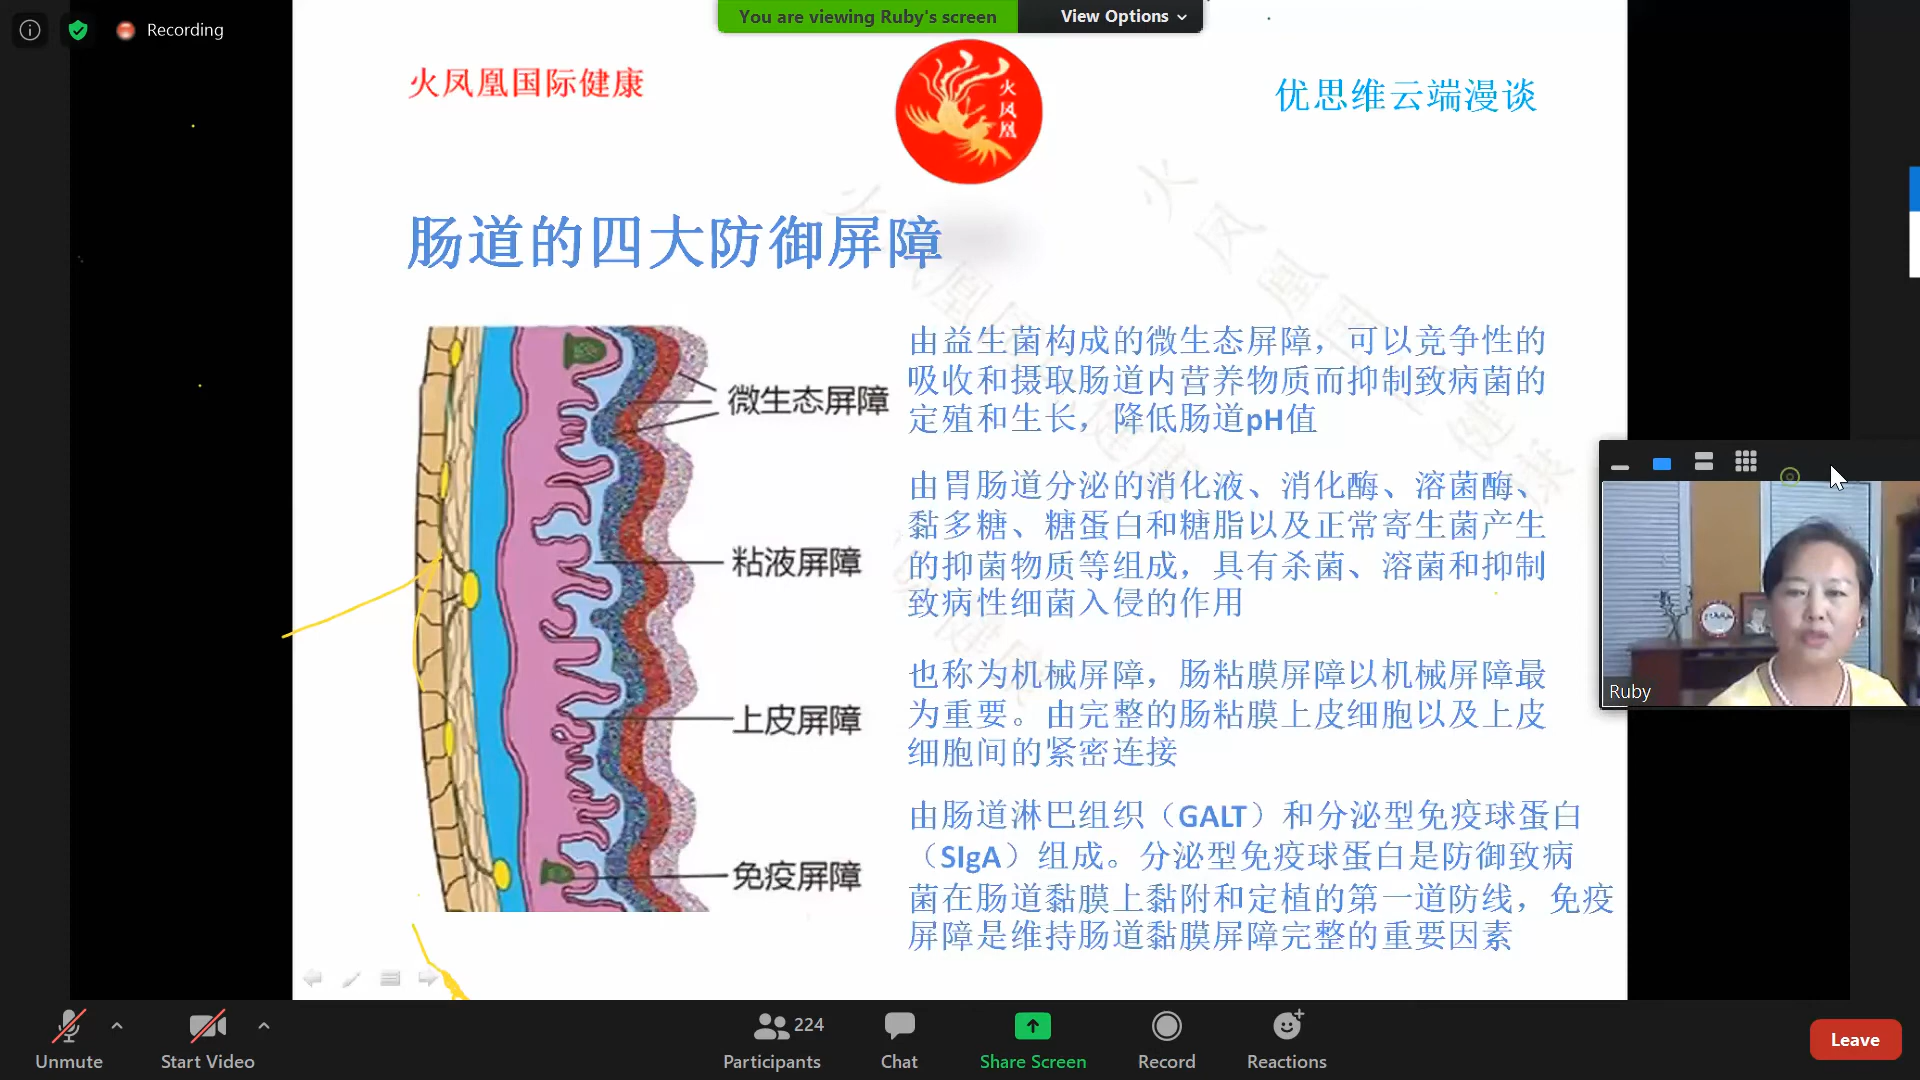 You are viewing Ruby's screen
View Options
Recording
火凤凰国际健康
火凤凰
优思维云端漫谈
肠道的四大防御屏障
微生态屏障
粘液屏障
上皮屏障
免疫屏障
由益生菌构成的微生态屏障，可以竞争性的
吸收和摄取肠道内营养物质而抑制致病菌的
定殖和生长，降低肠道pH值
由胃肠道分泌的消化液、消化酶、溶菌酶、
黏多糖、糖蛋白和糖脂以及正常寄生菌产生
的抑菌物质等组成，具有杀菌、溶菌和抑制
致病性细菌入侵的作用
也称为机械屏障，肠粘膜屏障以机械屏障最
为重要。由完整的肠粘膜上皮细胞以及上皮
细胞间的紧密连接
由肠道淋巴组织（GALT）和分泌型免疫球蛋白
（SIgA）组成。分泌型免疫球蛋白是防御致病
菌在肠道黏膜上黏附和定植的第一道防线，免疫
屏障是维持肠道黏膜屏障完整的重要因素
火凤凰国际健康
Ruby
Unmute
Start Video
224
Participants
Chat
Share Screen
Record
Reactions
Leave